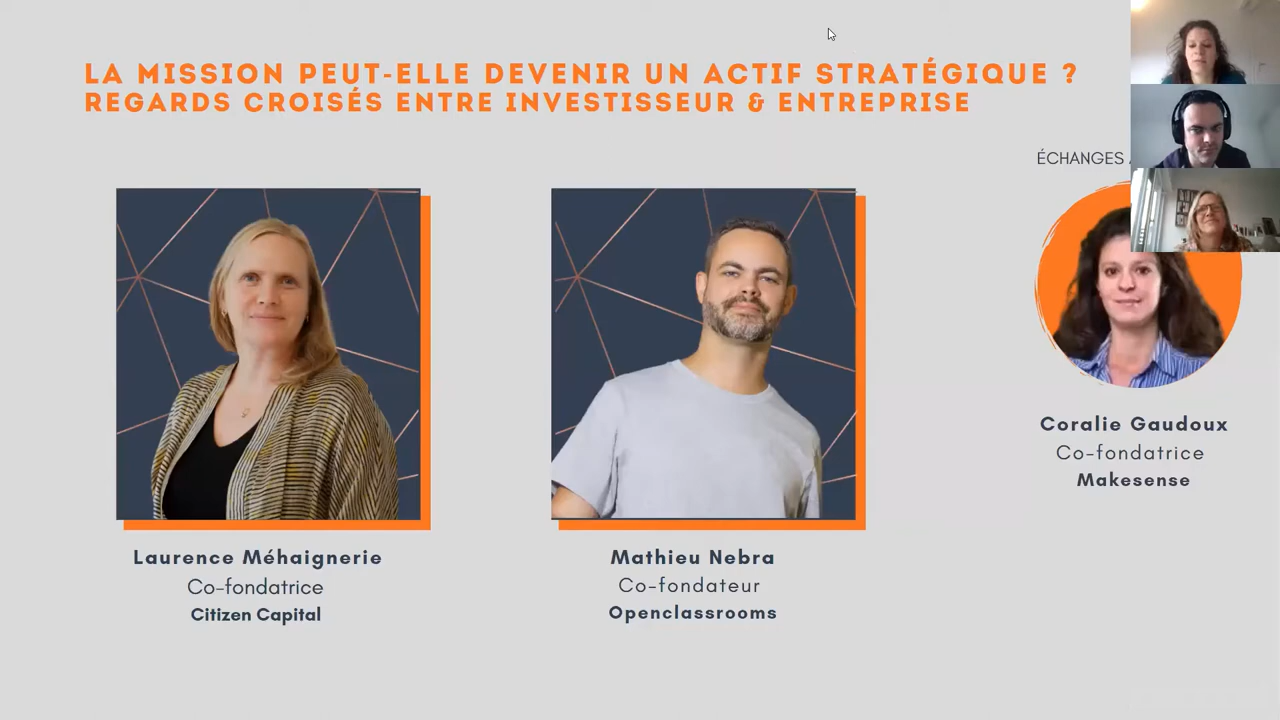 LA MISSION PEUT-ELLE DEVENIR UN ACTIF STRATÉGIQUE ?
REGARDS CROISÉS ENTRE INVESTISSEUR & ENTREPRISE
ÉCHANGES
Laurence Méhaignerie
Co-fondatrice
Citizen Capital
Mathieu Nebra
Co-fondateur
Openclassrooms
Coralie Gaudoux
Co-fondatrice
Makesense